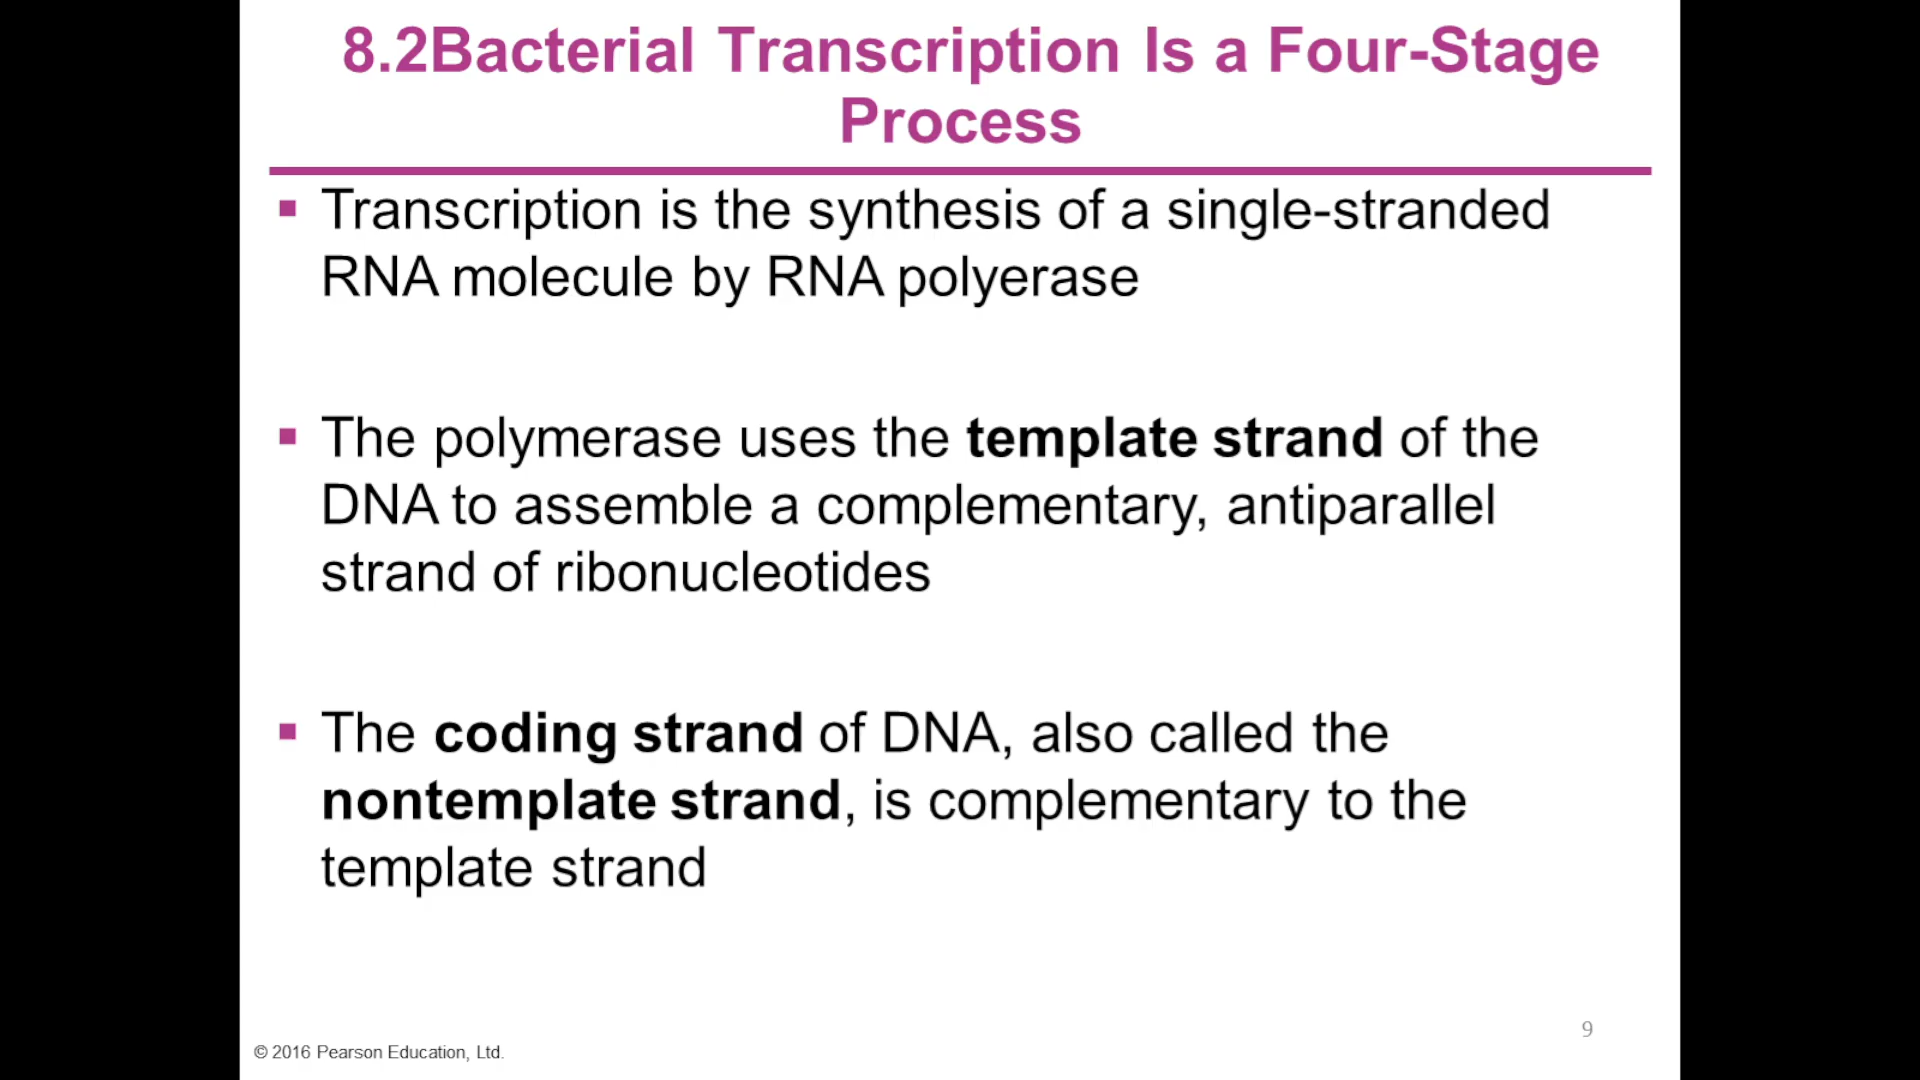 8.2Bacterial Transcription Is a Four-Stage
Process
▪ Transcription is the synthesis of a single-stranded
RNA molecule by RNA polyerase
▪ The polymerase uses the template strand of the
DNA to assemble a complementary, antiparallel
strand of ribonucleotides
▪ The coding strand of DNA, also called the
nontemplate strand, is complementary to the
template strand
9
© 2016 Pearson Education, Ltd.